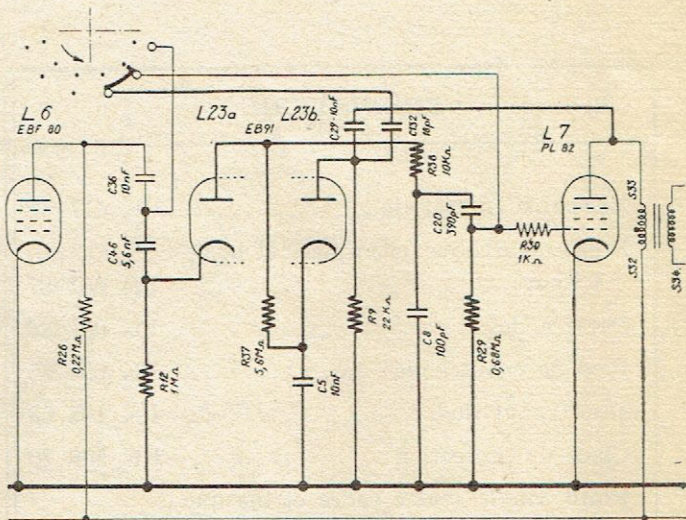 L 6
EBF 80
L23a
L23b.
EB91
L 7
PL 82
C36
10nF
C46
5,6nF
R26
0,22MΩ
R12
1MΩ
R37
5,6MΩ
C5
10nF
C29-10nF
C132
18pF
R9
22KΩ
R38
10KΩ
C20
390pF
C8
100pF
R29
0,68MΩ
R30
1KΩ
S33
S32
S34